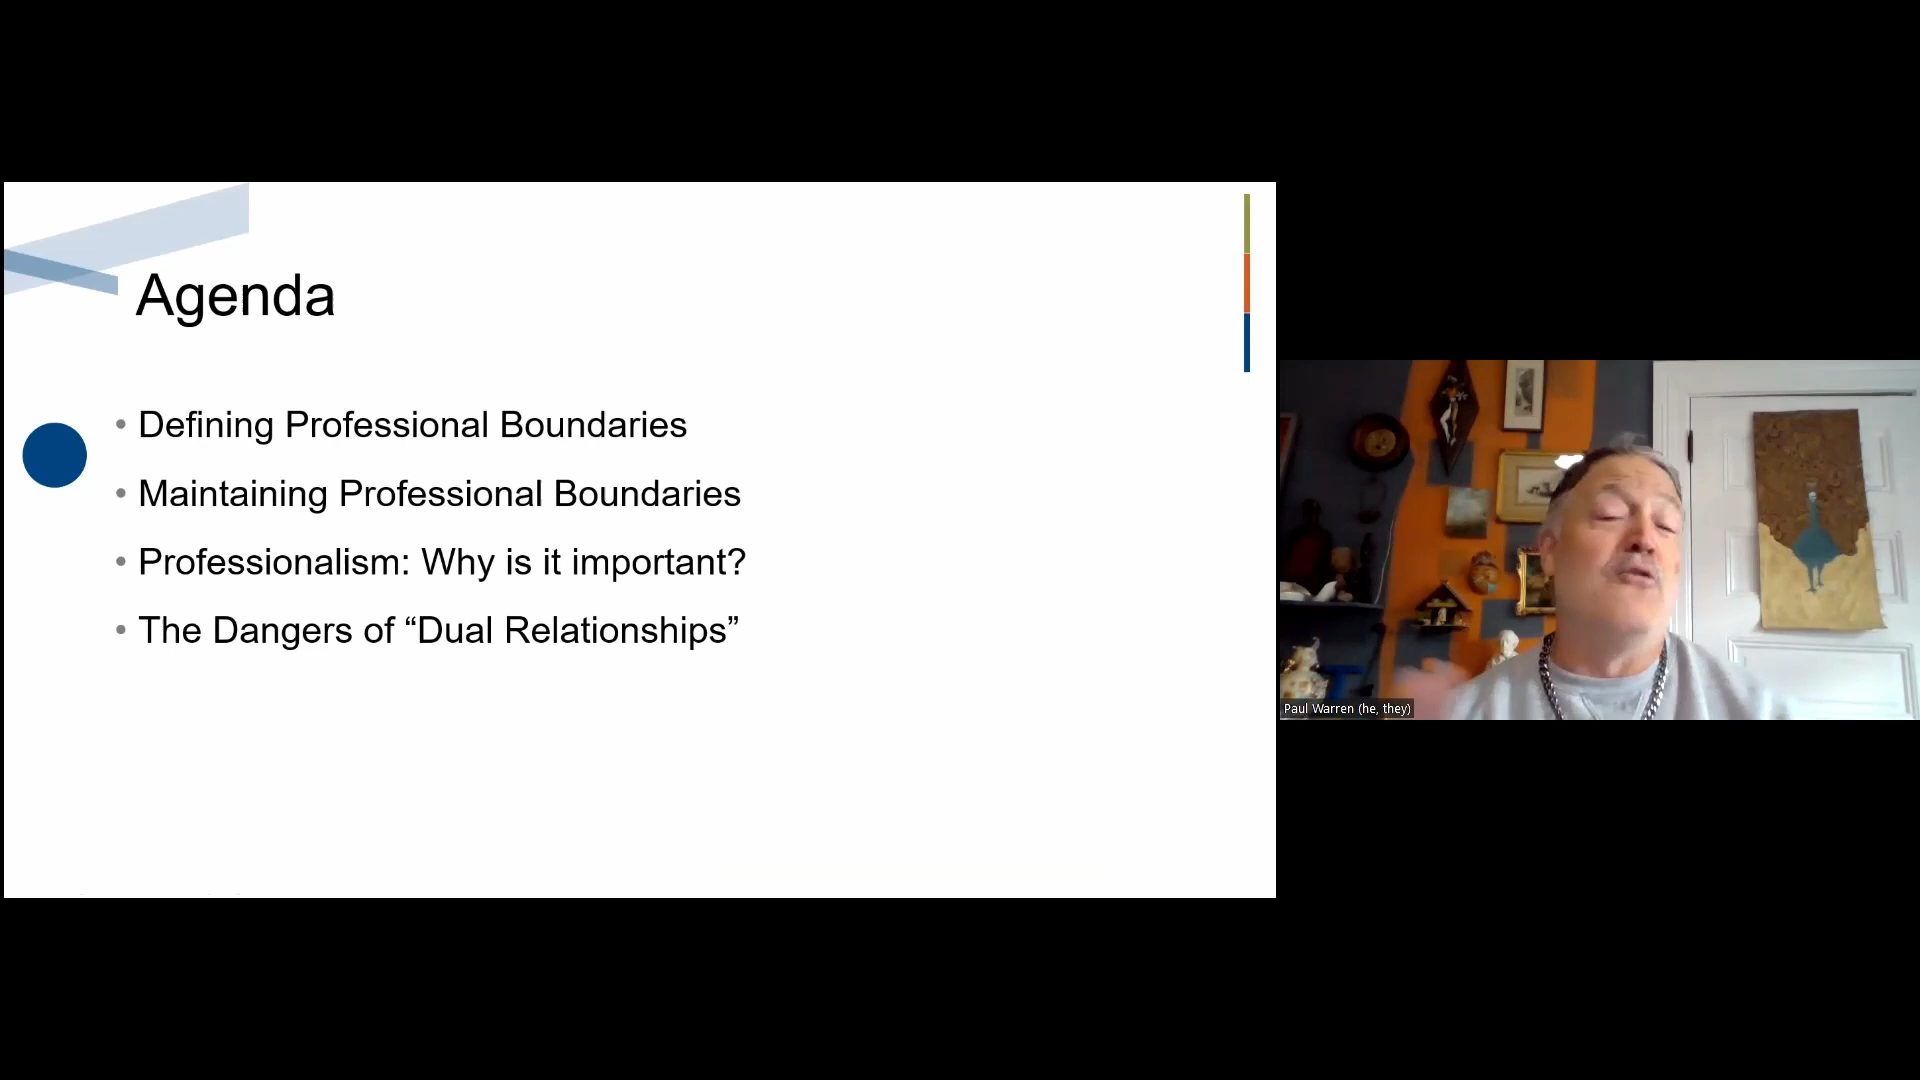 Agenda
• Defining Professional Boundaries
• Maintaining Professional Boundaries
• Professionalism: Why is it important?
• The Dangers of “Dual Relationships”
Paul Warren (he, they)